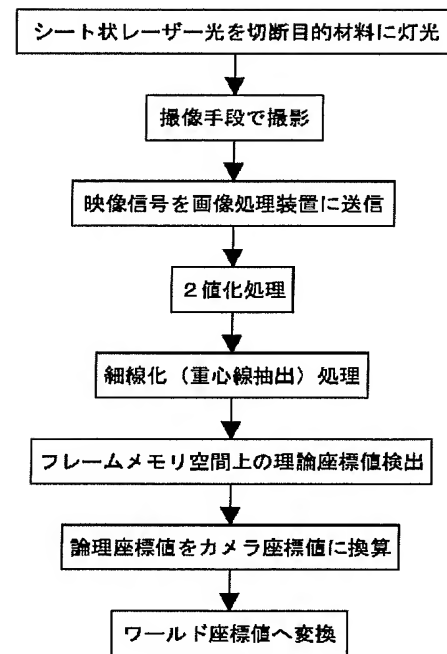 シート状レーザー光を切断目的材料に灯光
撮像手段で撮影
映像信号を画像処理装置に送信
２値化処理
細線化（重心線抽出）処理
フレームメモリ空間上の理論座標値検出
論理座標値をカメラ座標値に換算
ワールド座標値へ変換